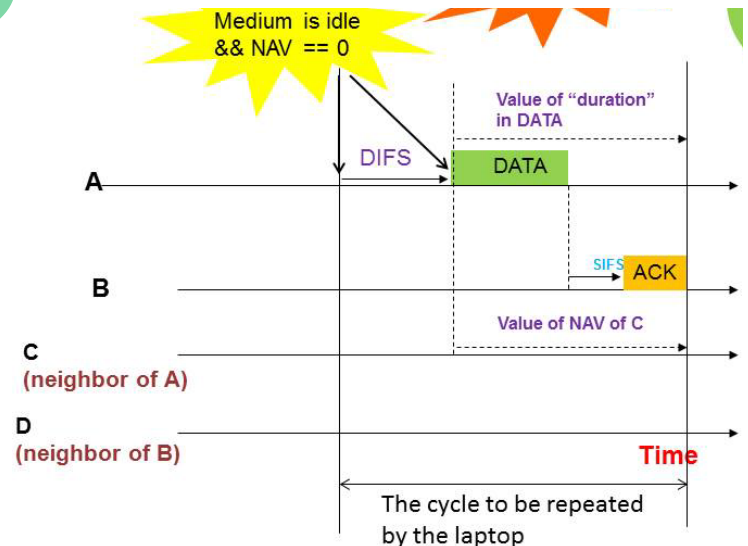 Medium is idle
&& NAV == 0
Value of “duration”
in DATA
DIFS
DATA
A
SIFS
ACK
B
Value of NAV of C
C
(neighbor of A)
D
(neighbor of B)
Time
The cycle to be repeated
by the laptop